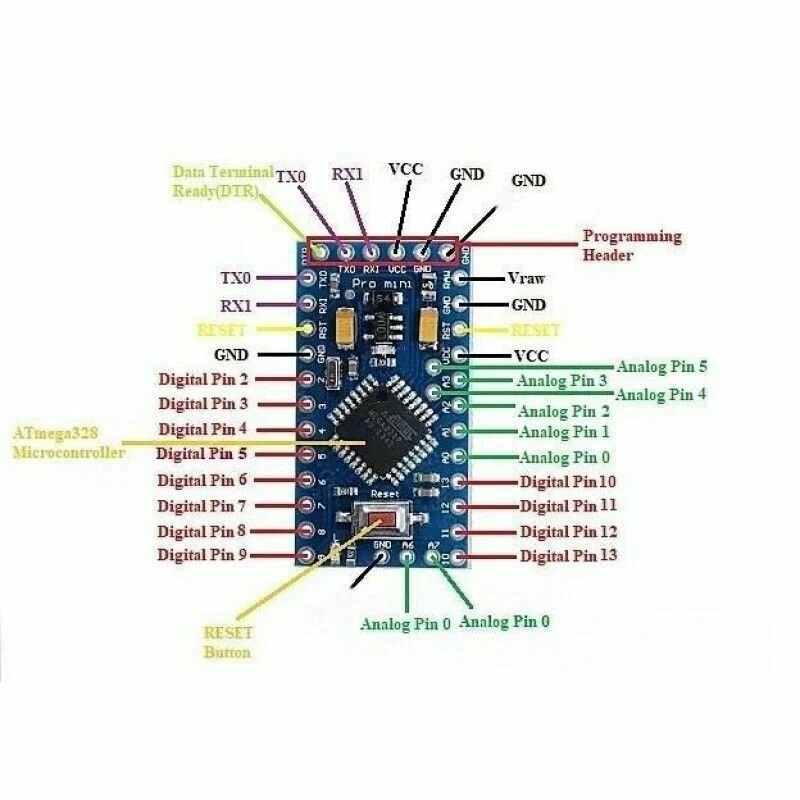 Data Terminal
Ready(DTR)
TX0
RX1
VCC
GND
GND
Programming
Header
DTR
TXO
RXI
VCC
GND
GND
TX0
TXO
Pro mini
RAW
Vraw
RX1
RXI
GND
GND
RESET
RST
RST
RESET
GND
GND
VCC
VCC
Analog Pin 5
Digital Pin 2
2
A3
Analog Pin 3
Analog Pin 4
Digital Pin 3
3
A2
Analog Pin 2
ATmega328
Microcontroller
Digital Pin 4
4
A1
Analog Pin 1
Digital Pin 5
5
A0
Analog Pin 0
Digital Pin 6
6
13
Digital Pin 10
Reset
Digital Pin 7
7
12
Digital Pin 11
Digital Pin 8
8
11
Digital Pin 12
GND
A6
A7
Digital Pin 9
9
10
Digital Pin 13
Analog Pin 0
Analog Pin 0
RESET
Button